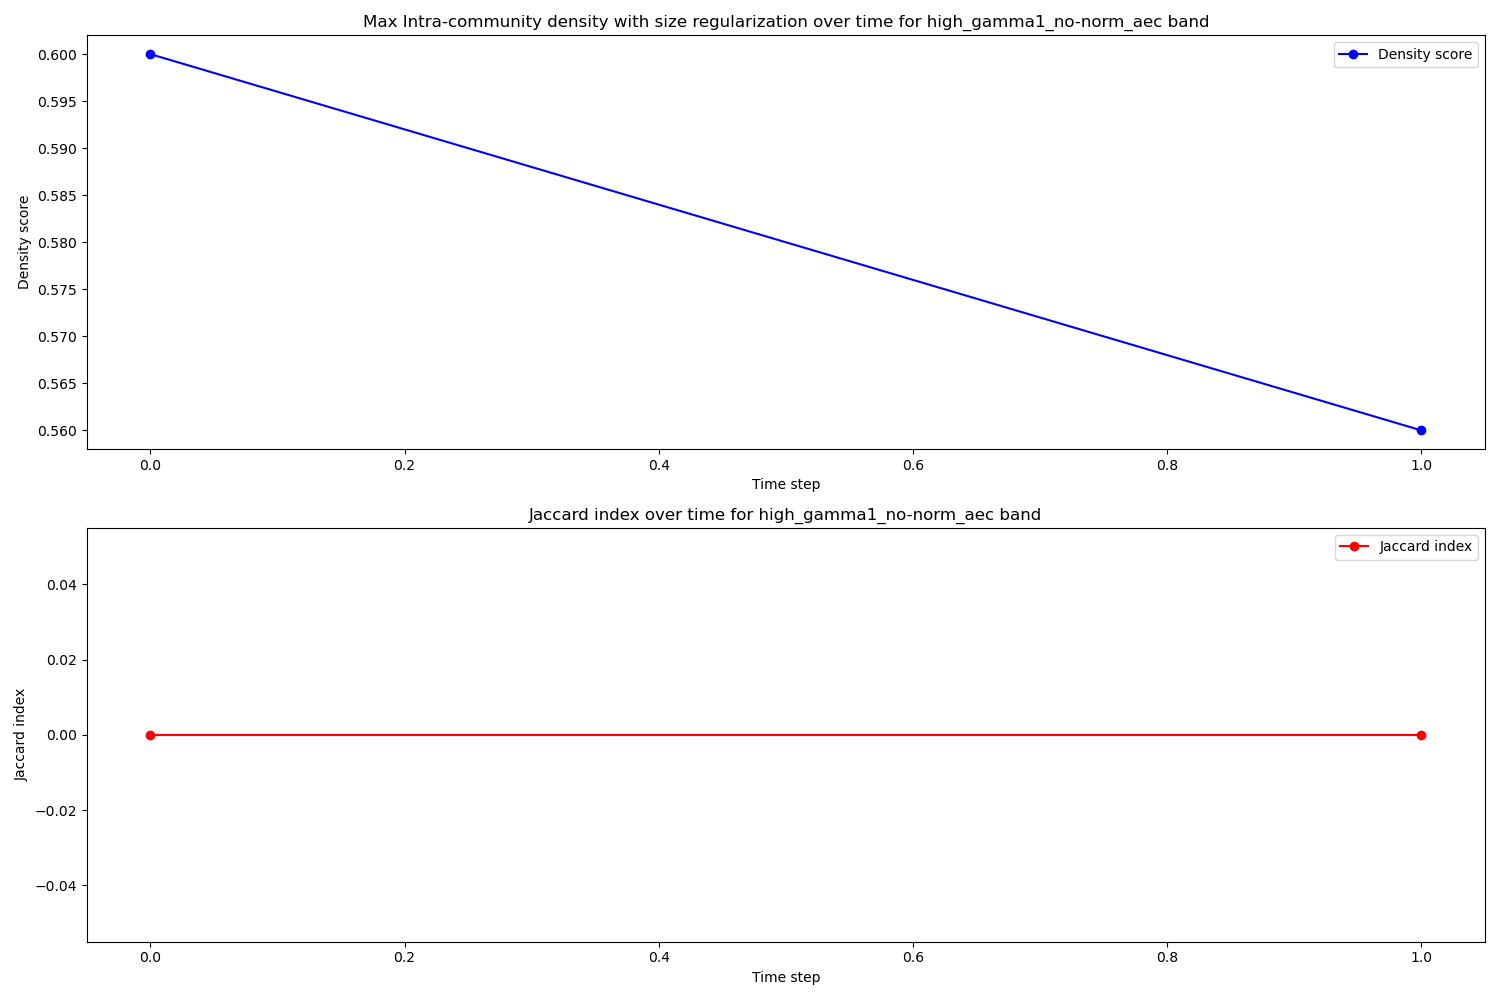 Max Intra-community density with size regularization over time for high_gamma1_no-norm_aec band
Density score
0.600
0.595
0.590
0.585
0.580
0.575
0.570
0.565
0.560
Density score
0.0 0.2 0.4 0.6 0.8 1.0
Time step
Jaccard index over time for high_gamma1_no-norm_aec band
Jaccard index
0.04
0.02
0.00
−0.02
−0.04
Jaccard index
0.0 0.2 0.4 0.6 0.8 1.0
Time step